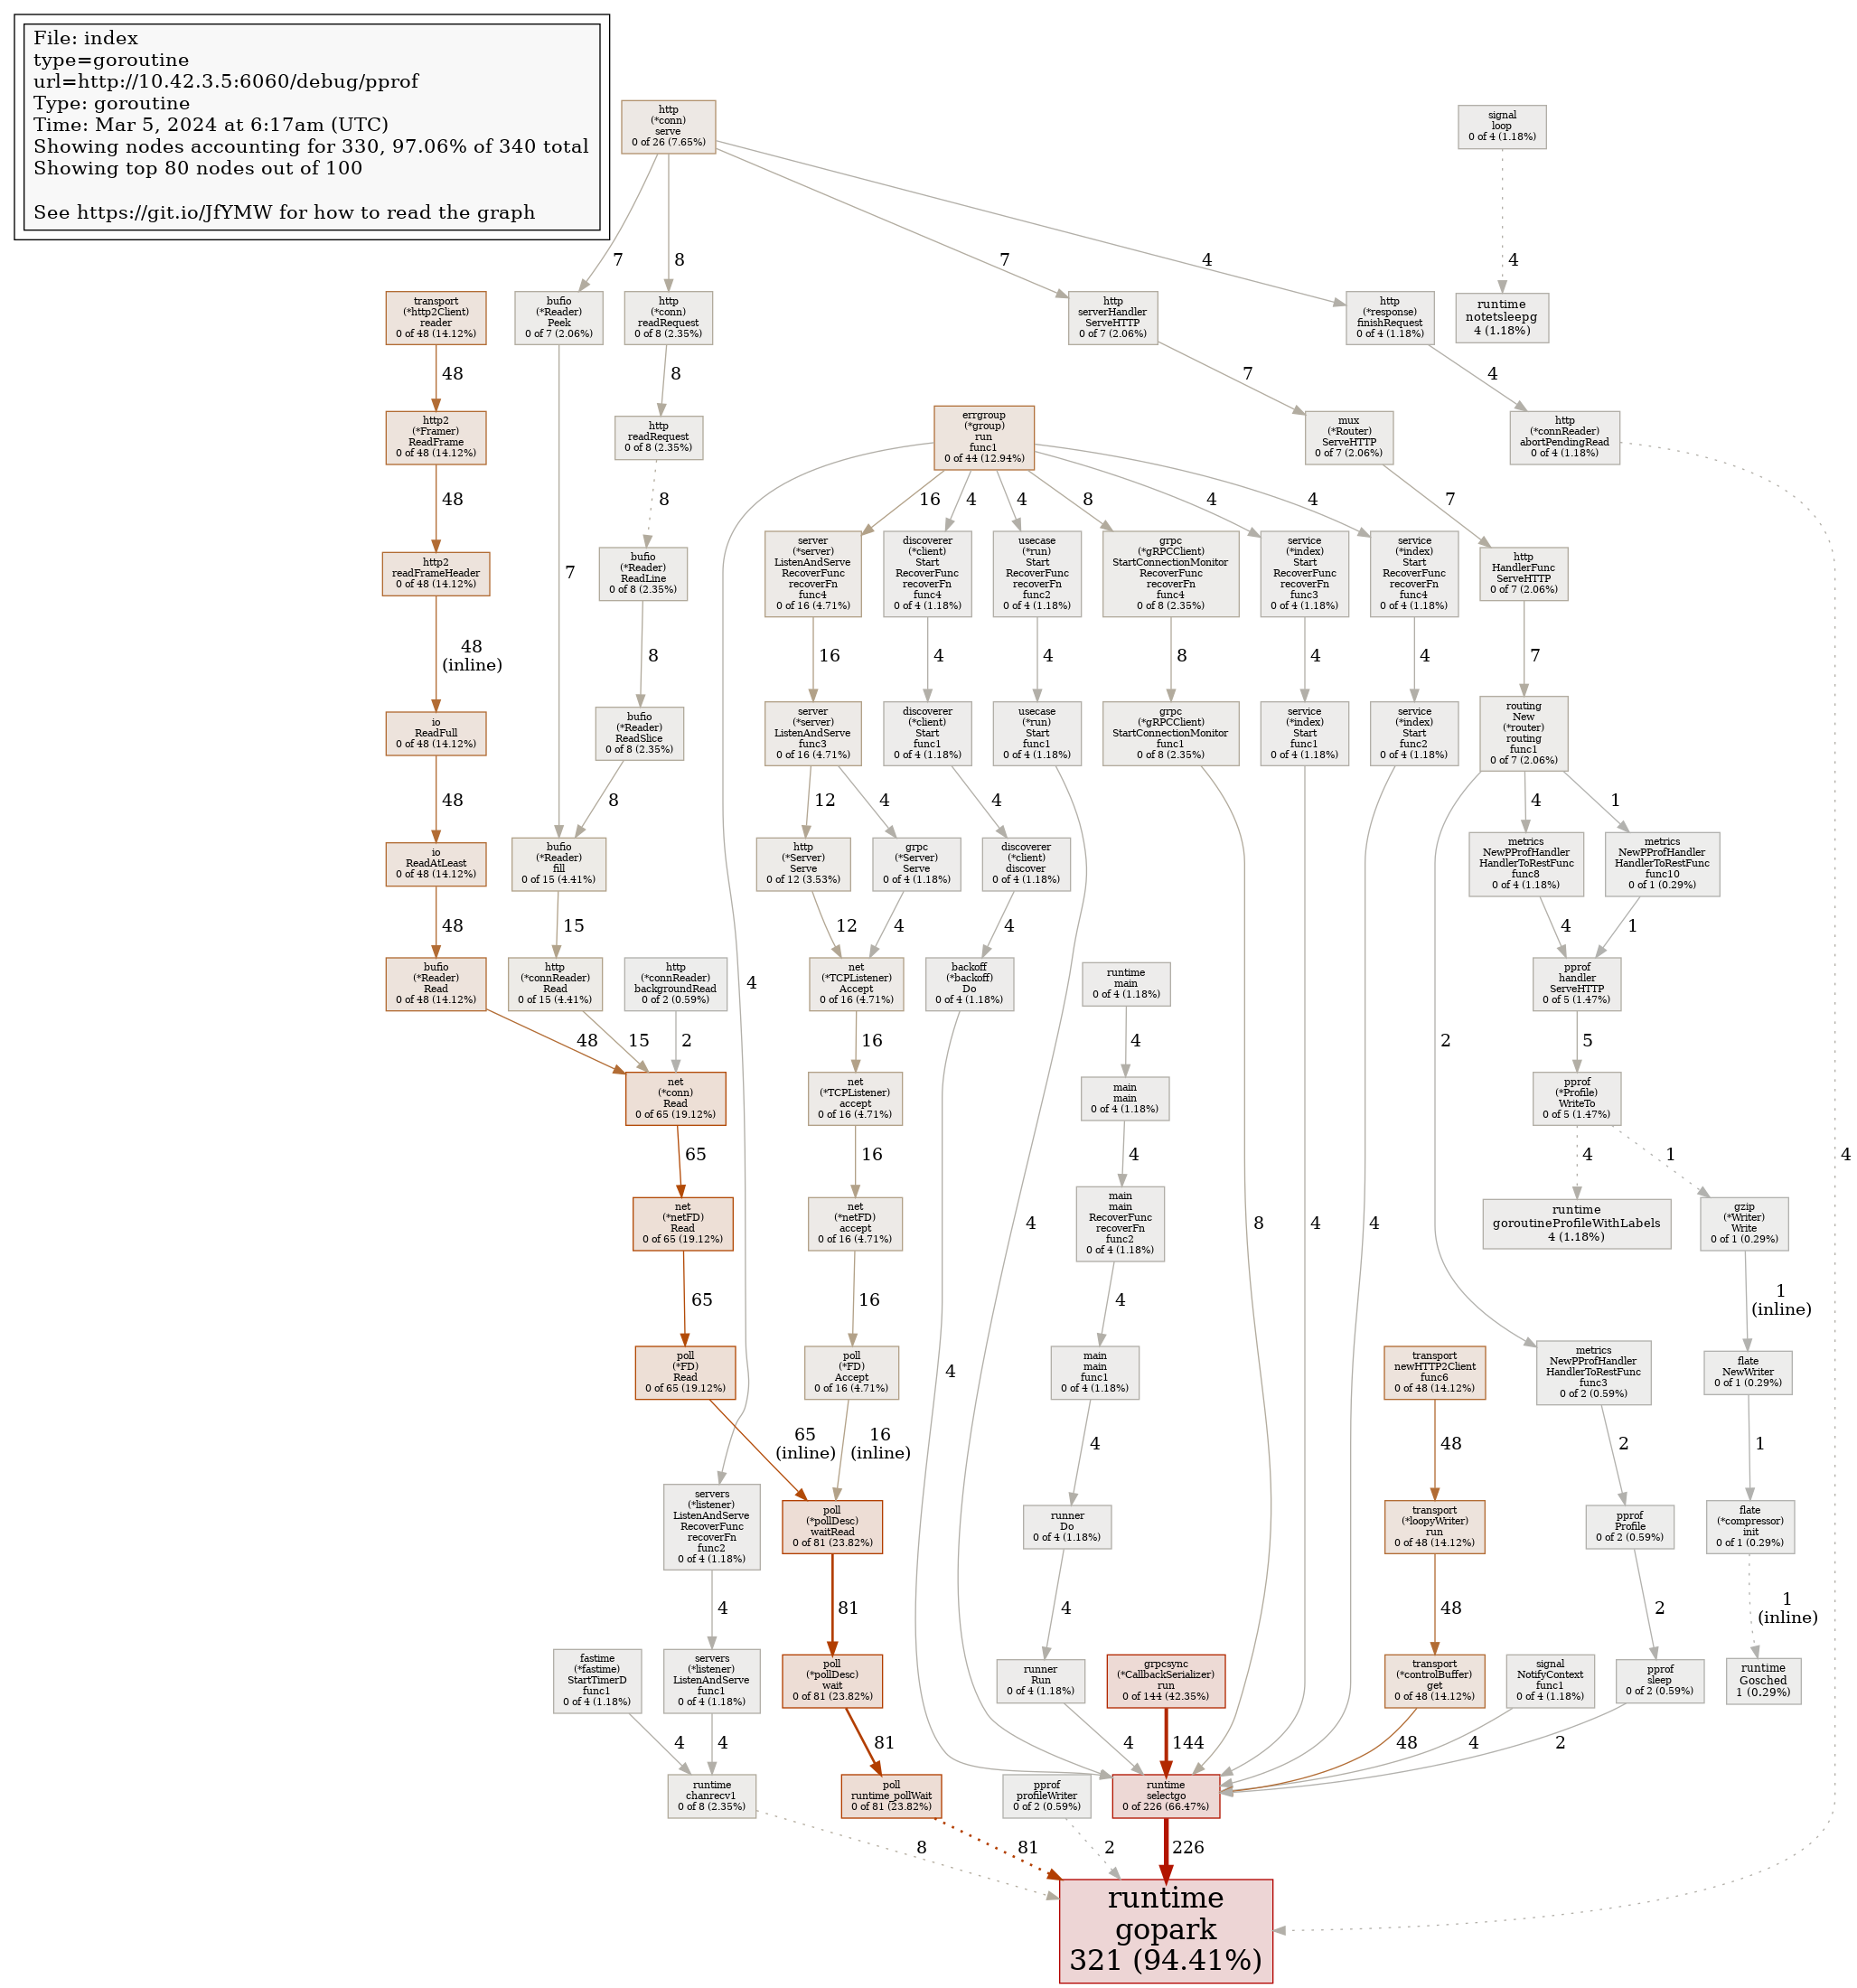 File: index
type=goroutine
url=http://10.42.3.5:6060/debug/pprof
Type: goroutine
Time: Mar 5, 2024 at 6:17am (UTC)
Showing nodes accounting for 330, 97.06% of 340 total
Showing top 80 nodes out of 100
See https://git.io/JfYMW for how to read the graph
http
(*conn)
serve
0 of 26 (7.65%)
signal
loop
0 of 4 (1.18%)
7
8
7
4
4
transport
(*http2Client)
reader
0 of 48 (14.12%)
bufio
(*Reader)
Peek
0 of 7 (2.06%)
http
(*conn)
readRequest
0 of 8 (2.35%)
http
serverHandler
ServeHTTP
0 of 7 (2.06%)
http
(*response)
finishRequest
0 of 4 (1.18%)
runtime
notetsleepg
4 (1.18%)
48
8
7
4
http2
(*Framer)
ReadFrame
0 of 48 (14.12%)
http
readRequest
0 of 8 (2.35%)
errgroup
(*group)
run
func1
0 of 44 (12.94%)
mux
(*Router)
ServeHTTP
0 of 7 (2.06%)
http
(*connReader)
abortPendingRead
0 of 4 (1.18%)
48
8
16
4
4
8
4
4
7
http2
readFrameHeader
0 of 48 (14.12%)
7
bufio
(*Reader)
ReadLine
0 of 8 (2.35%)
server
(*server)
ListenAndServe
RecoverFunc
recoverFn
func4
0 of 16 (4.71%)
discoverer
(*client)
Start
RecoverFunc
recoverFn
func4
0 of 4 (1.18%)
usecase
(*run)
Start
RecoverFunc
recoverFn
func2
0 of 4 (1.18%)
grpc
(*gRPCClient)
StartConnectionMonitor
RecoverFunc
recoverFn
func4
0 of 8 (2.35%)
service
(*index)
Start
RecoverFunc
recoverFn
func3
0 of 4 (1.18%)
service
(*index)
Start
RecoverFunc
recoverFn
func4
0 of 4 (1.18%)
http
HandlerFunc
ServeHTTP
0 of 7 (2.06%)
48
(inline)
8
16
4
4
8
4
4
7
io
ReadFull
0 of 48 (14.12%)
bufio
(*Reader)
ReadSlice
0 of 8 (2.35%)
server
(*server)
ListenAndServe
func3
0 of 16 (4.71%)
discoverer
(*client)
Start
func1
0 of 4 (1.18%)
usecase
(*run)
Start
func1
0 of 4 (1.18%)
grpc
(*gRPCClient)
StartConnectionMonitor
func1
0 of 8 (2.35%)
service
(*index)
Start
func1
0 of 4 (1.18%)
service
(*index)
Start
func2
0 of 4 (1.18%)
routing
New
(*router)
routing
func1
0 of 7 (2.06%)
48
8
12
4
4
4
1
io
ReadAtLeast
0 of 48 (14.12%)
bufio
(*Reader)
fill
0 of 15 (4.41%)
http
(*Server)
Serve
0 of 12 (3.53%)
grpc
(*Server)
Serve
0 of 4 (1.18%)
discoverer
(*client)
discover
0 of 4 (1.18%)
metrics
NewPProfHandler
HandlerToRestFunc
func8
0 of 4 (1.18%)
metrics
NewPProfHandler
HandlerToRestFunc
func10
0 of 1 (0.29%)
48
15
12
4
4
4
1
bufio
(*Reader)
Read
0 of 48 (14.12%)
http
(*connReader)
Read
0 of 15 (4.41%)
http
(*connReader)
backgroundRead
0 of 2 (0.59%)
4
net
(*TCPListener)
Accept
0 of 16 (4.71%)
backoff
(*backoff)
Do
0 of 4 (1.18%)
runtime
main
0 of 4 (1.18%)
pprof
handler
ServeHTTP
0 of 5 (1.47%)
48
15
2
16
4
2
5
net
(*conn)
Read
0 of 65 (19.12%)
net
(*TCPListener)
accept
0 of 16 (4.71%)
main
main
0 of 4 (1.18%)
pprof
(*Profile)
WriteTo
0 of 5 (1.47%)
4
65
16
4
4
1
net
(*netFD)
Read
0 of 65 (19.12%)
net
(*netFD)
accept
0 of 16 (4.71%)
4
main
main
RecoverFunc
recoverFn
func2
0 of 4 (1.18%)
8
4
4
runtime
goroutineProfileWithLabels
4 (1.18%)
gzip
(*Writer)
Write
0 of 1 (0.29%)
65
16
4
1
(inline)
poll
(*FD)
Read
0 of 65 (19.12%)
poll
(*FD)
Accept
0 of 16 (4.71%)
4
main
main
func1
0 of 4 (1.18%)
transport
newHTTP2Client
func6
0 of 48 (14.12%)
metrics
NewPProfHandler
HandlerToRestFunc
func3
0 of 2 (0.59%)
flate
NewWriter
0 of 1 (0.29%)
65
(inline)
16
(inline)
4
48
2
1
servers
(*listener)
ListenAndServe
RecoverFunc
recoverFn
func2
0 of 4 (1.18%)
poll
(*pollDesc)
waitRead
0 of 81 (23.82%)
runner
Do
0 of 4 (1.18%)
transport
(*loopyWriter)
run
0 of 48 (14.12%)
pprof
Profile
0 of 2 (0.59%)
flate
(*compressor)
init
0 of 1 (0.29%)
4
81
4
48
2
1
(inline)
fastime
(*fastime)
StartTimerD
func1
0 of 4 (1.18%)
servers
(*listener)
ListenAndServe
func1
0 of 4 (1.18%)
poll
(*pollDesc)
wait
0 of 81 (23.82%)
runner
Run
0 of 4 (1.18%)
grpcsync
(*CallbackSerializer)
run
0 of 144 (42.35%)
transport
(*controlBuffer)
get
0 of 48 (14.12%)
signal
NotifyContext
func1
0 of 4 (1.18%)
pprof
sleep
0 of 2 (0.59%)
runtime
Gosched
1 (0.29%)
4
4
81
4
144
48
4
2
runtime
chanrecv1
0 of 8 (2.35%)
poll
runtime_pollWait
0 of 81 (23.82%)
pprof
profileWriter
0 of 2 (0.59%)
runtime
selectgo
0 of 226 (66.47%)
8
81
2
226
runtime
gopark
321 (94.41%)